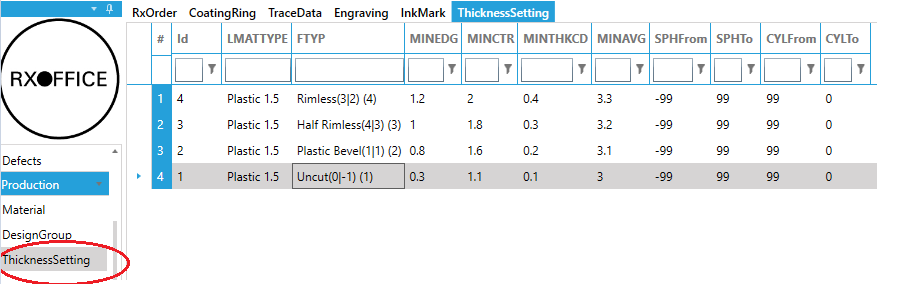 RxOrder CoatingRing TraceData Engraving InkMark ThicknessSetting
RXOFFICE
# Id LMATTYPE FTYP MINEDG MINCTR MINTHKCD MINAVG SPHFrom SPHTo CYLFrom CYLTo
1 4 Plastic 1.5 Rimless(3|2) (4) 1.2 2 0.4 3.3 -99 99 99 0
2 3 Plastic 1.5 Half Rimless(4|3) (3) 1 1.8 0.3 3.2 -99 99 99 0
3 2 Plastic 1.5 Plastic Bevel(1|1) (2) 0.8 1.6 0.2 3.1 -99 99 99 0
4 1 Plastic 1.5 Uncut(0|-1) (1) 0.3 1.1 0.1 3 -99 99 99 0
Defects
Production
Material
DesignGroup
ThicknessSetting